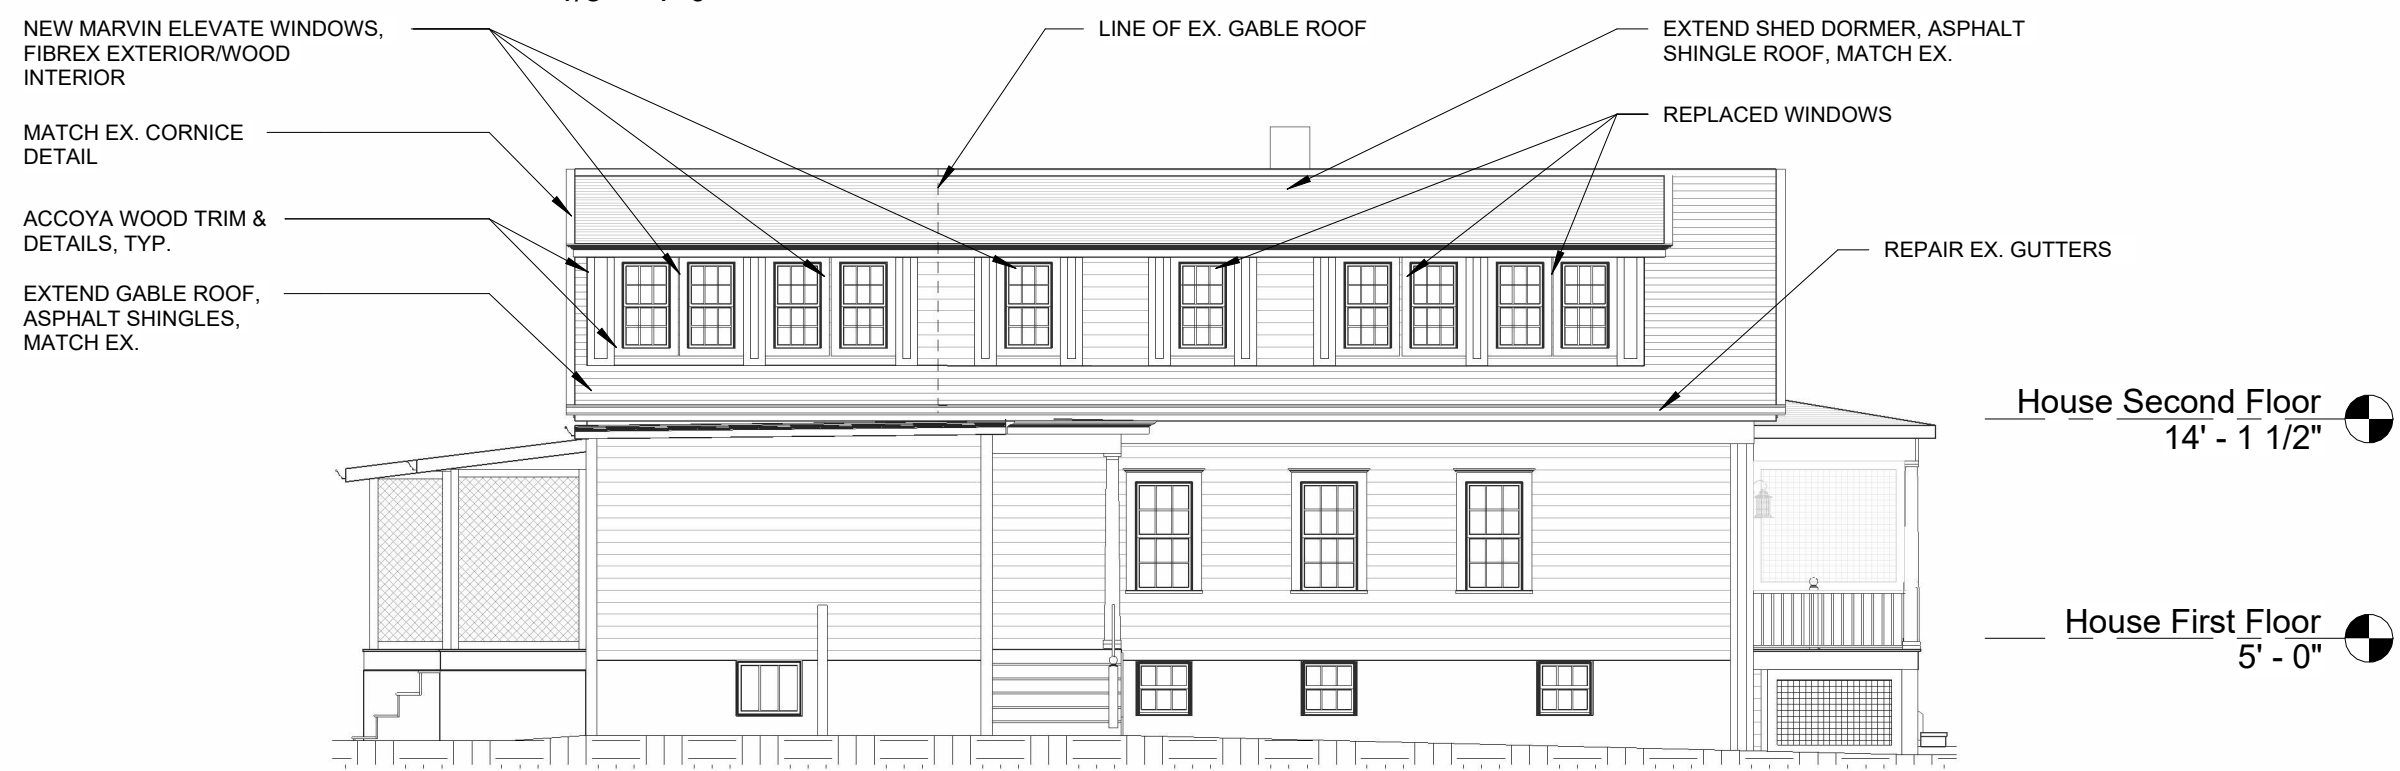 NEW MARVIN ELEVATE WINDOWS,
FIBREX EXTERIOR/WOOD
INTERIOR
LINE OF EX. GABLE ROOF
EXTEND SHED DORMER, ASPHALT
SHINGLE ROOF, MATCH EX.
REPLACED WINDOWS
MATCH EX. CORNICE
DETAIL
ACCOYA WOOD TRIM &
DETAILS, TYP.
REPAIR EX. GUTTERS
EXTEND GABLE ROOF,
ASPHALT SHINGLES,
MATCH EX.
House Second Floor
14' - 1 1/2"
House First Floor
5' - 0"